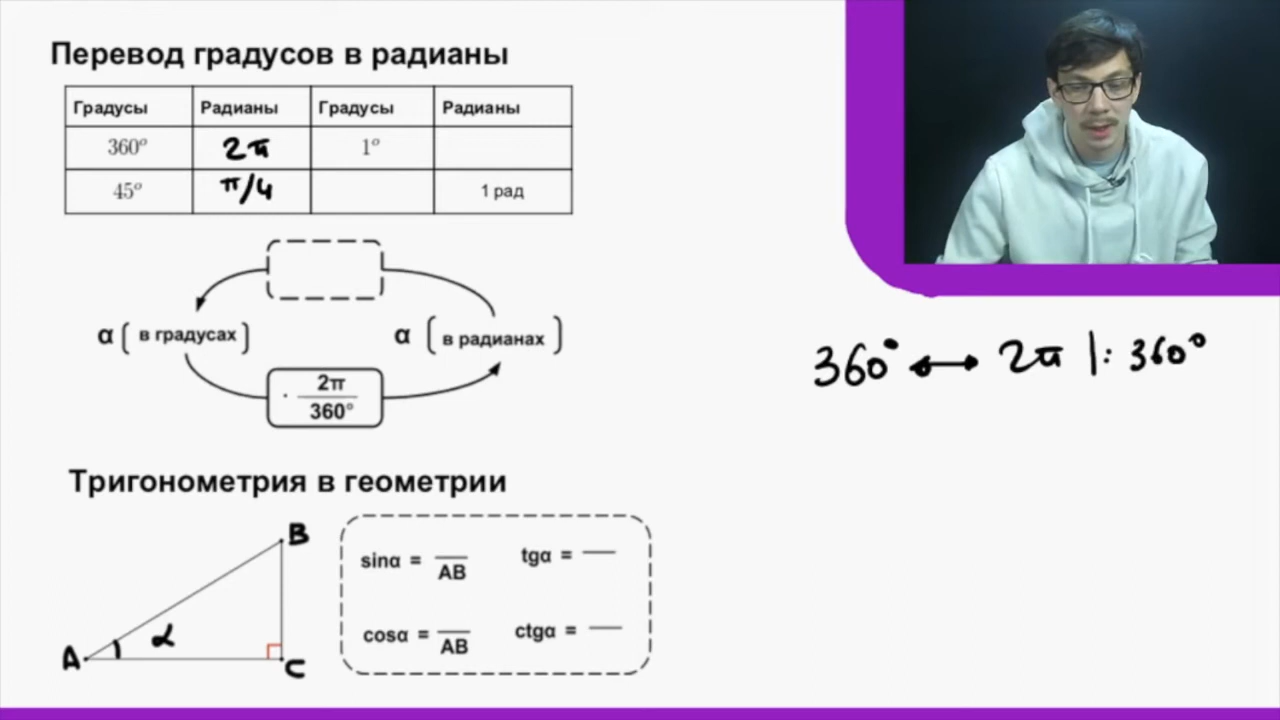 Перевод градусов в радианы
Градусы Радианы Градусы Радианы
360° 2π 1°
45° π/4 1 рад
α ( в градусах ) α ( в радианах )
· 2π
360°
360° ↔ 2π |: 360°
Тригонометрия в геометрии
B
A
α
C
sinα = — tgα = —
AB
cosα = — ctgα = —
AB